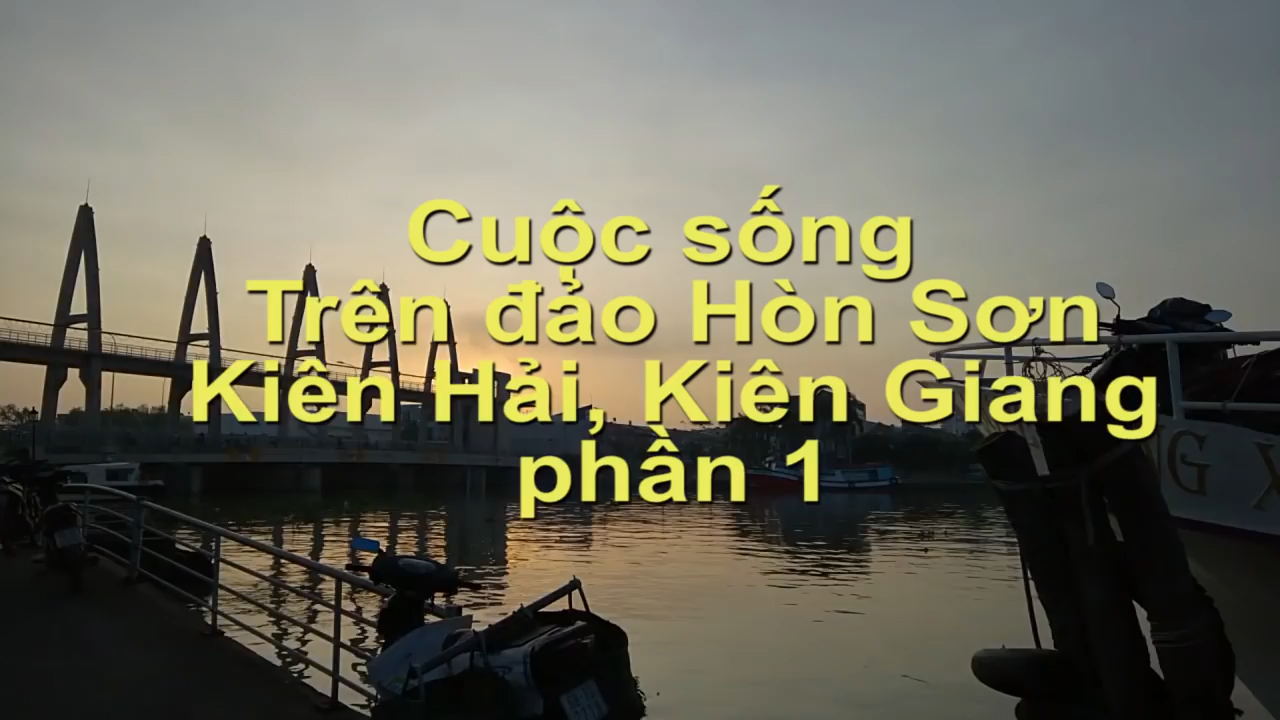 Cuộc sống
Trên đảo Hòn Sơn
Kiên Hải, Kiên Giang
phần 1
G X